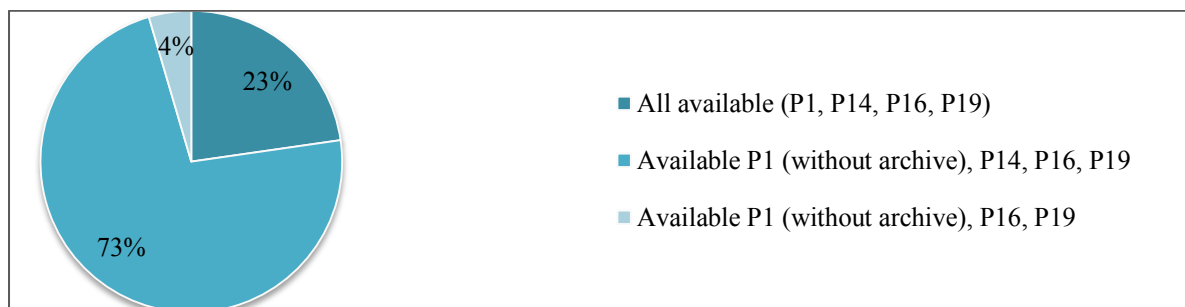 4%
23%
73%
All available (P1, P14, P16, P19)
Available P1 (without archive), P14, P16, P19
Available P1 (without archive), P16, P19